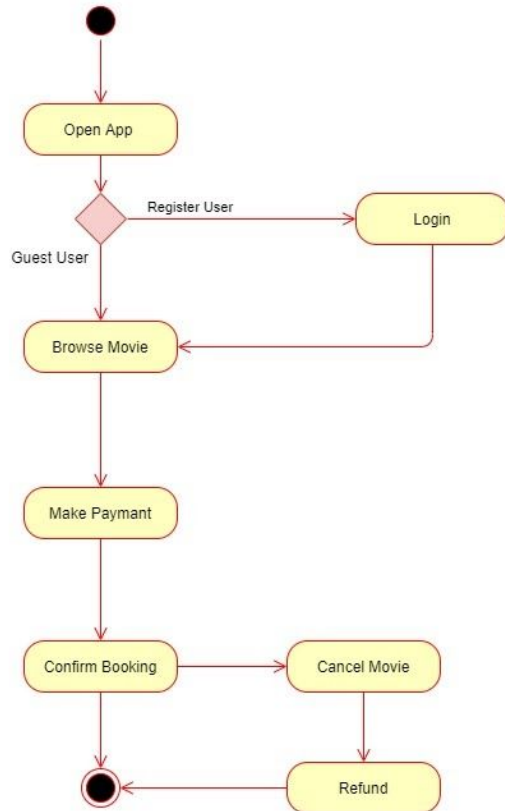 Open App
Register User
Login
Guest User
Browse Movie
Make Paymant
Confirm Booking
Cancel Movie
Refund